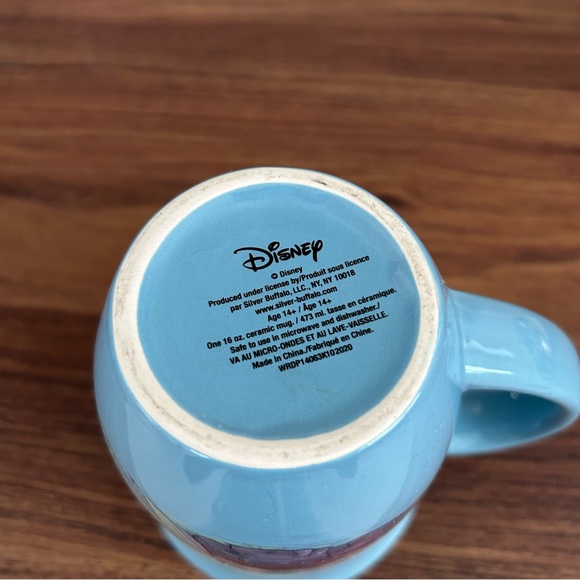 Disney
© Disney
Produced under license by/Produit sous licence
par Silver Buffalo, LLC., NY, NY 10018
www.silver-buffalo.com
Age 14+ / Âge 14+
One 16 oz. ceramic mug. / 473 ml. tasse en céramique.
Safe to use in microwave and dishwasher./
VA AU MICRO-ONDES ET AU LAVE-VAISSELLE.
Made in China./Fabriqué en Chine.
WRDP14063K102020